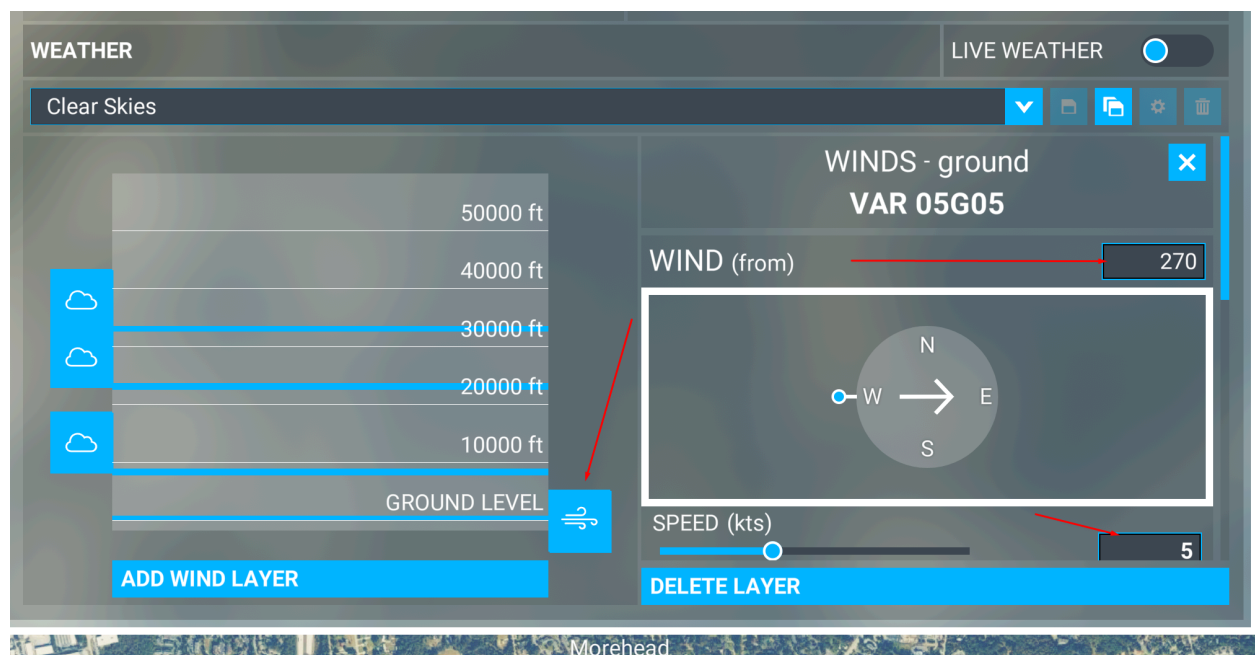 WEATHER
LIVE WEATHER
Clear Skies
50000 ft
40000 ft
30000 ft
20000 ft
10000 ft
GROUND LEVEL
ADD WIND LAYER
WINDS - ground
VAR 05G05
WIND (from)
270
N
W
E
S
SPEED (kts)
5
DELETE LAYER
Morehead